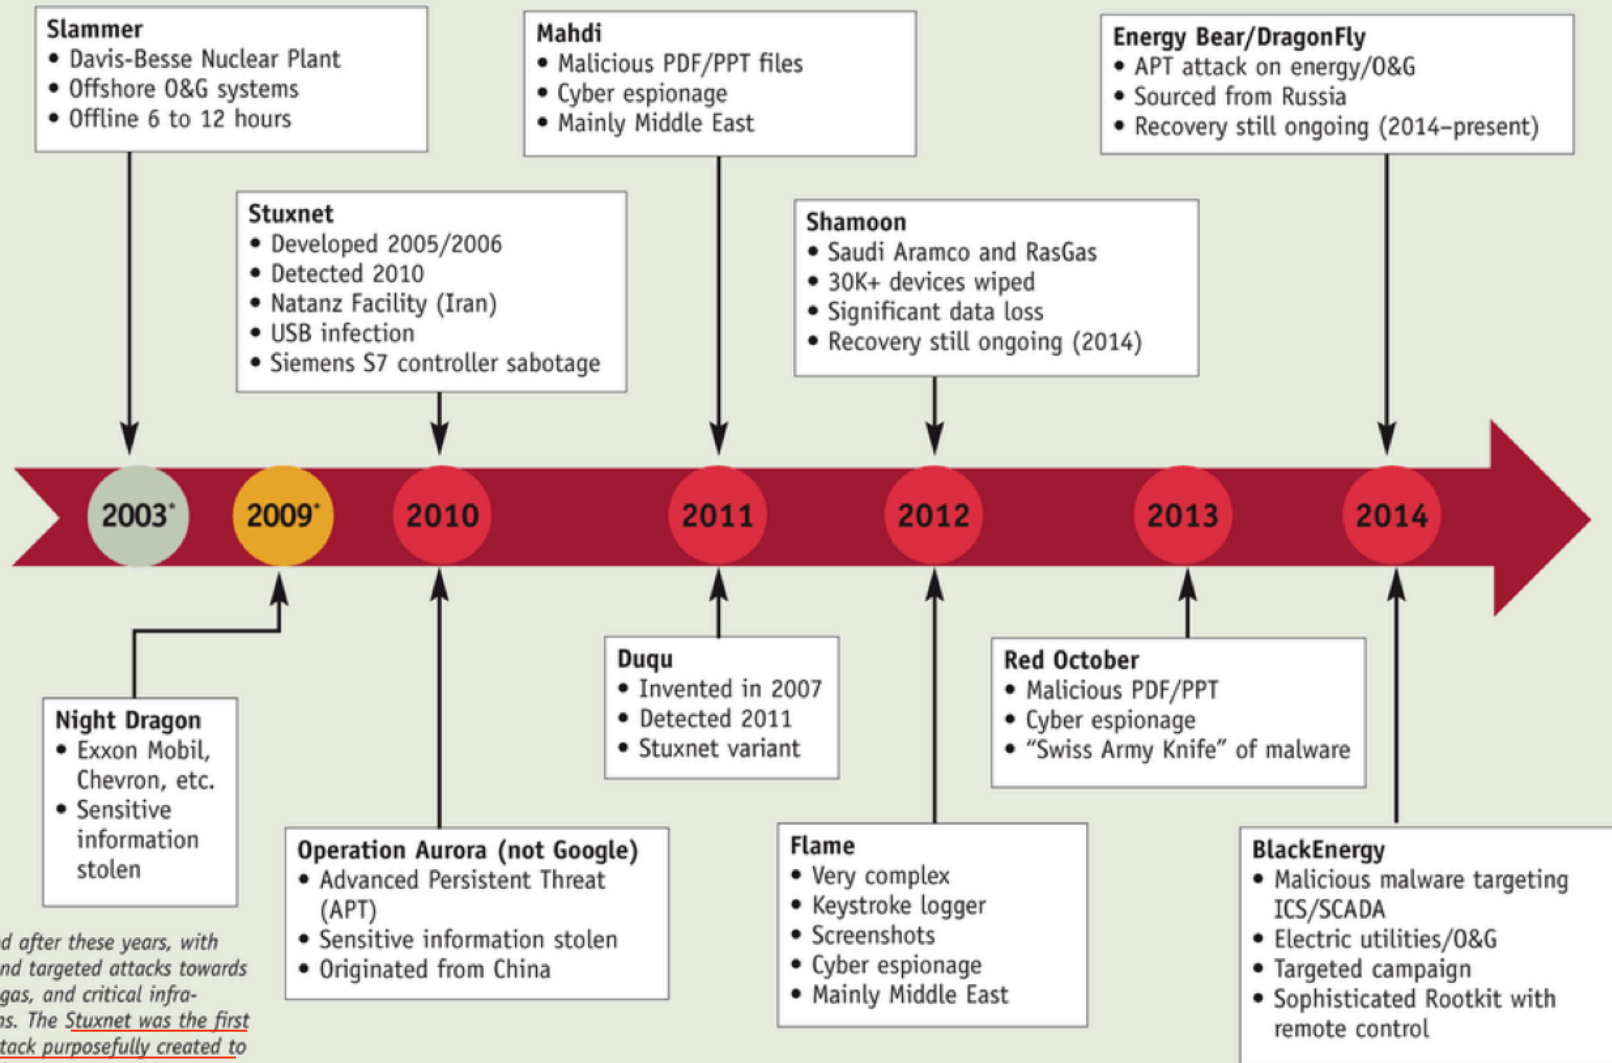 Slammer
• Davis-Besse Nuclear Plant
• Offshore O&G systems
• Offline 6 to 12 hours
Mahdi
• Malicious PDF/PPT files
• Cyber espionage
• Mainly Middle East
Energy Bear/DragonFly
• APT attack on energy/O&G
• Sourced from Russia
• Recovery still ongoing (2014–present)
Stuxnet
• Developed 2005/2006
• Detected 2010
• Natanz Facility (Iran)
• USB infection
• Siemens S7 controller sabotage
Shamoon
• Saudi Aramco and RasGas
• 30K+ devices wiped
• Significant data loss
• Recovery still ongoing (2014)
2003*
2009*
2010
2011
2012
2013
2014
Night Dragon
• Exxon Mobil,
Chevron, etc.
• Sensitive
information
stolen
Operation Aurora (not Google)
• Advanced Persistent Threat
(APT)
• Sensitive information stolen
• Originated from China
Duqu
• Invented in 2007
• Detected 2011
• Stuxnet variant
Flame
• Very complex
• Keystroke logger
• Screenshots
• Cyber espionage
• Mainly Middle East
Red October
• Malicious PDF/PPT
• Cyber espionage
• “Swiss Army Knife” of malware
BlackEnergy
• Malicious malware targeting
ICS/SCADA
• Electric utilities/O&G
• Targeted campaign
• Sophisticated Rootkit with
remote control
after these years, with
targeted attacks towards
gas, and critical infra-
The Stuxnet was the first
purposefully created to